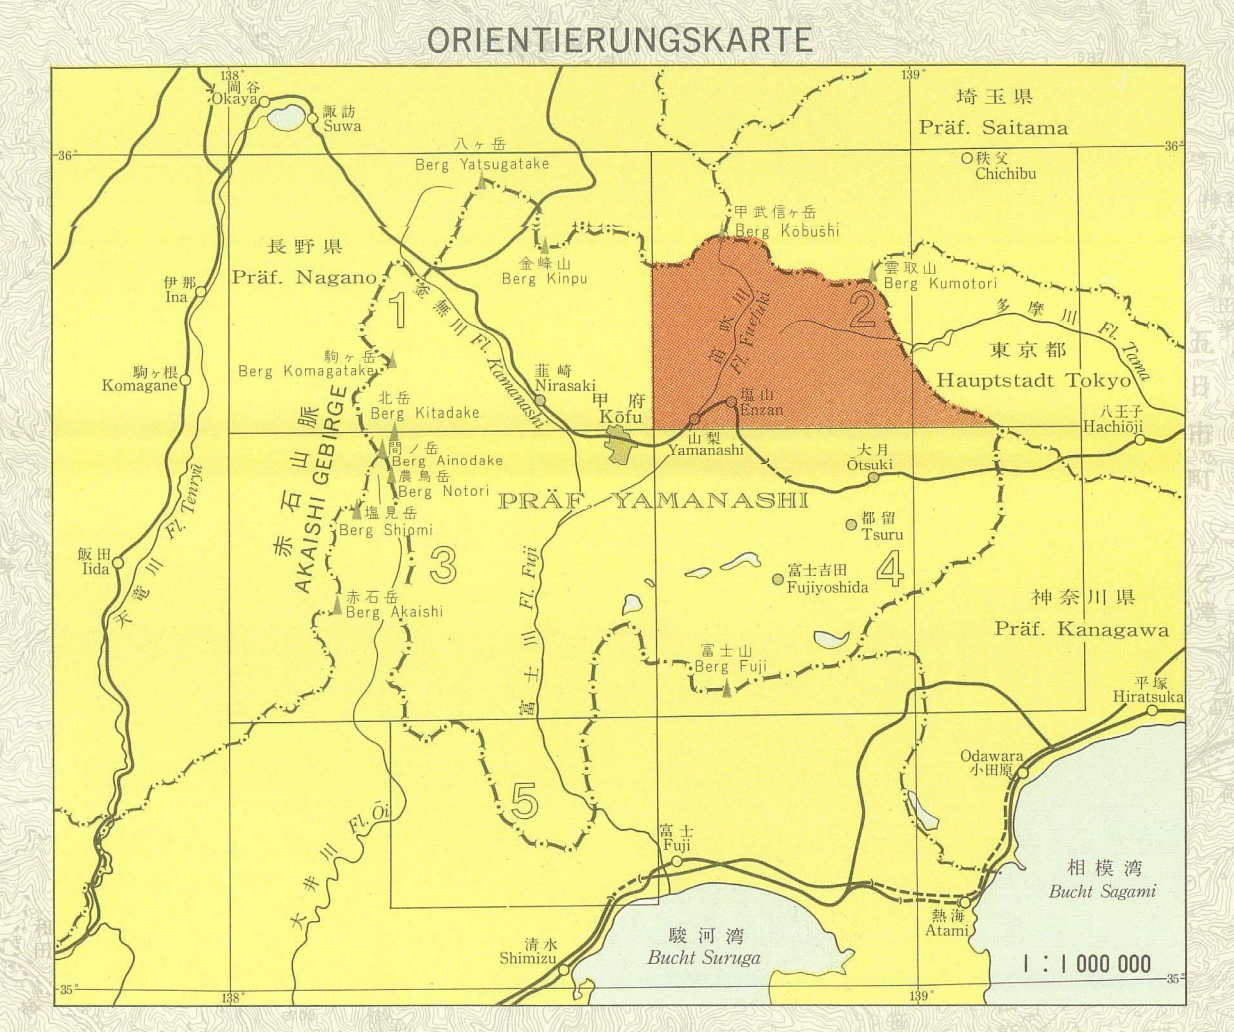 ORIENTIERUNGSKARTE
138°
139°
岡谷
Okaya
諏訪
Suwa
埼玉県
Präf. Saitama
八ヶ岳
Berg Yatsugatake
36°
36°
秩父
Chichibu
甲武信ヶ岳
Berg Kobushi
長野県
Präf. Nagano
金峰山
Berg Kinpu
雲取山
Berg Kumotori
伊那
Ina
1
釜無川 Fl. Kamanashi
笛吹川 Fl. Fuefuki
2
多摩川 Fl. Tama
東京都
Hauptstadt Tokyo
駒ヶ岳
Berg Komagatake
駒ヶ根
Komagane
韮崎
Nirasaki
北岳
Berg Kitadake
甲府
Kōfu
塩山
Enzan
八王子
Hachiōji
赤石山脈
AKAISHI GEBIRGE
間ノ岳
Berg Ainodake
山梨
Yamanashi
大月
Ōtsuki
農鳥岳
Berg Notori
PRÄF. YAMANASHI
塩見岳
Berg Shiomi
都留
Tsuru
天竜川 Fl. Tenryū
飯田
Iida
3
富士川 Fl. Fuji
富士吉田
Fujiyoshida
4
赤石岳
Berg Akaishi
神奈川県
Präf. Kanagawa
富士山
Berg Fuji
平塚
Hiratsuka
Odawara
小田原
5
大井川 Fl. Ōi
富士
Fuji
相模湾
Bucht Sagami
熱海
Atami
駿河湾
Bucht Suruga
清水
Shimizu
1 : 1 000 000
35°
35°
138°
139°